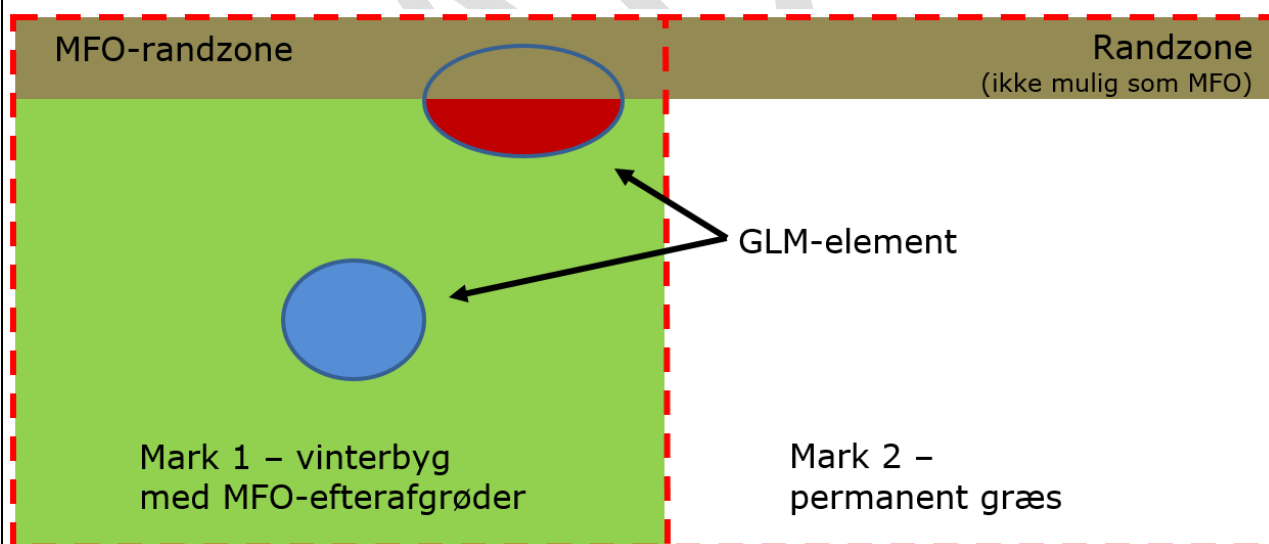 MFO-randzone
Randzone
(ikke mulig som MFO)
GLM-element
Mark 1 – vinterbyg
med MFO-efterafgrøder
Mark 2 –
permanent græs